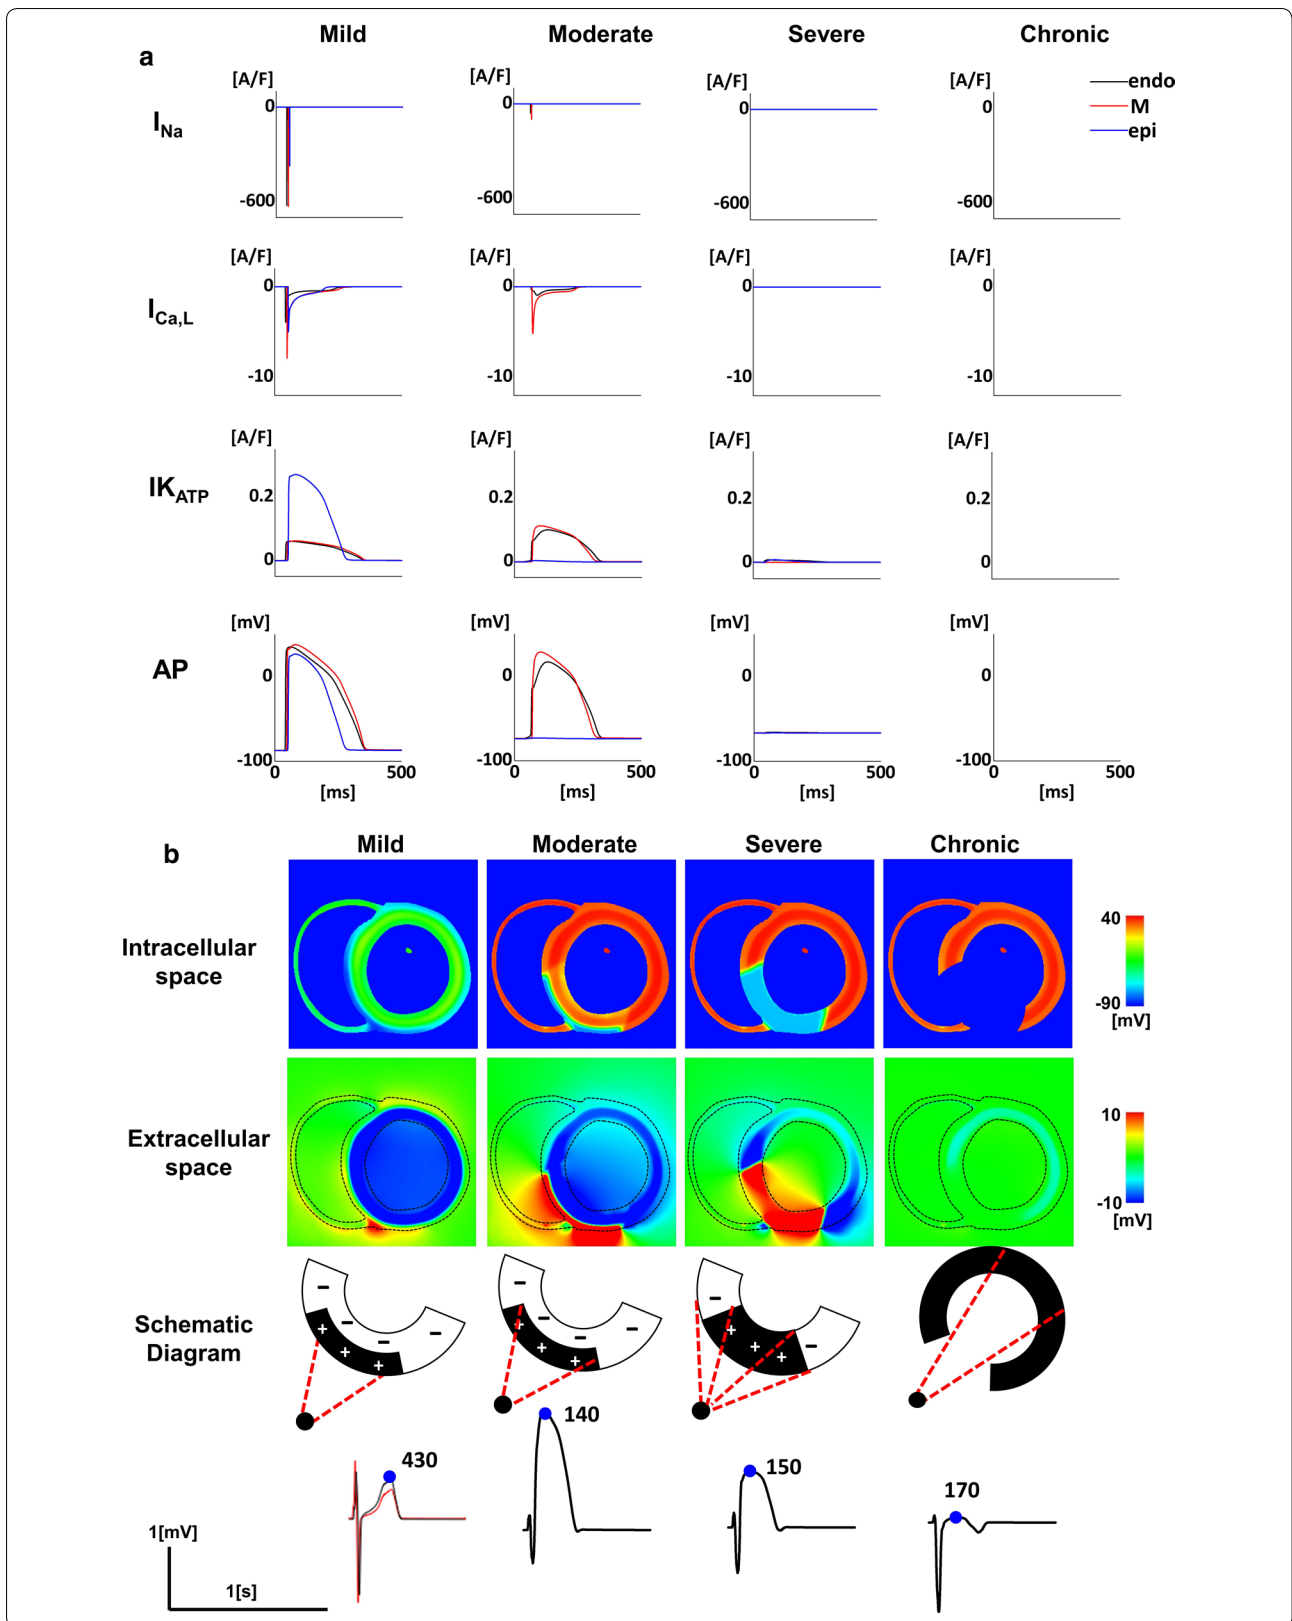 Mild Moderate Severe Chronic
a
[A/F] [A/F] [A/F] [A/F]
endo
M
epi
I Na
0 0 0 0
-600 -600 -600 -600
[A/F] [A/F] [A/F] [A/F]
I Ca,L
0 0 0 0
-10 -10 -10 -10
[A/F] [A/F] [A/F] [A/F]
IK ATP
0.2 0.2 0.2 0.2
0 0 0 0
[mV] [mV] [mV] [mV]
AP
0 0 0 0
-100 -100 -100 -100
0 500 0 500 0 500 0 500
[ms] [ms] [ms] [ms]
b
Mild Moderate Severe Chronic
Intracellular
space
40
-90
[mV]
Extracellular
space
10
-10
[mV]
Schematic
Diagram
− − − − + + +
− − − − + + +
− − + + +
430 140 150 170
1[mV]
1[s]